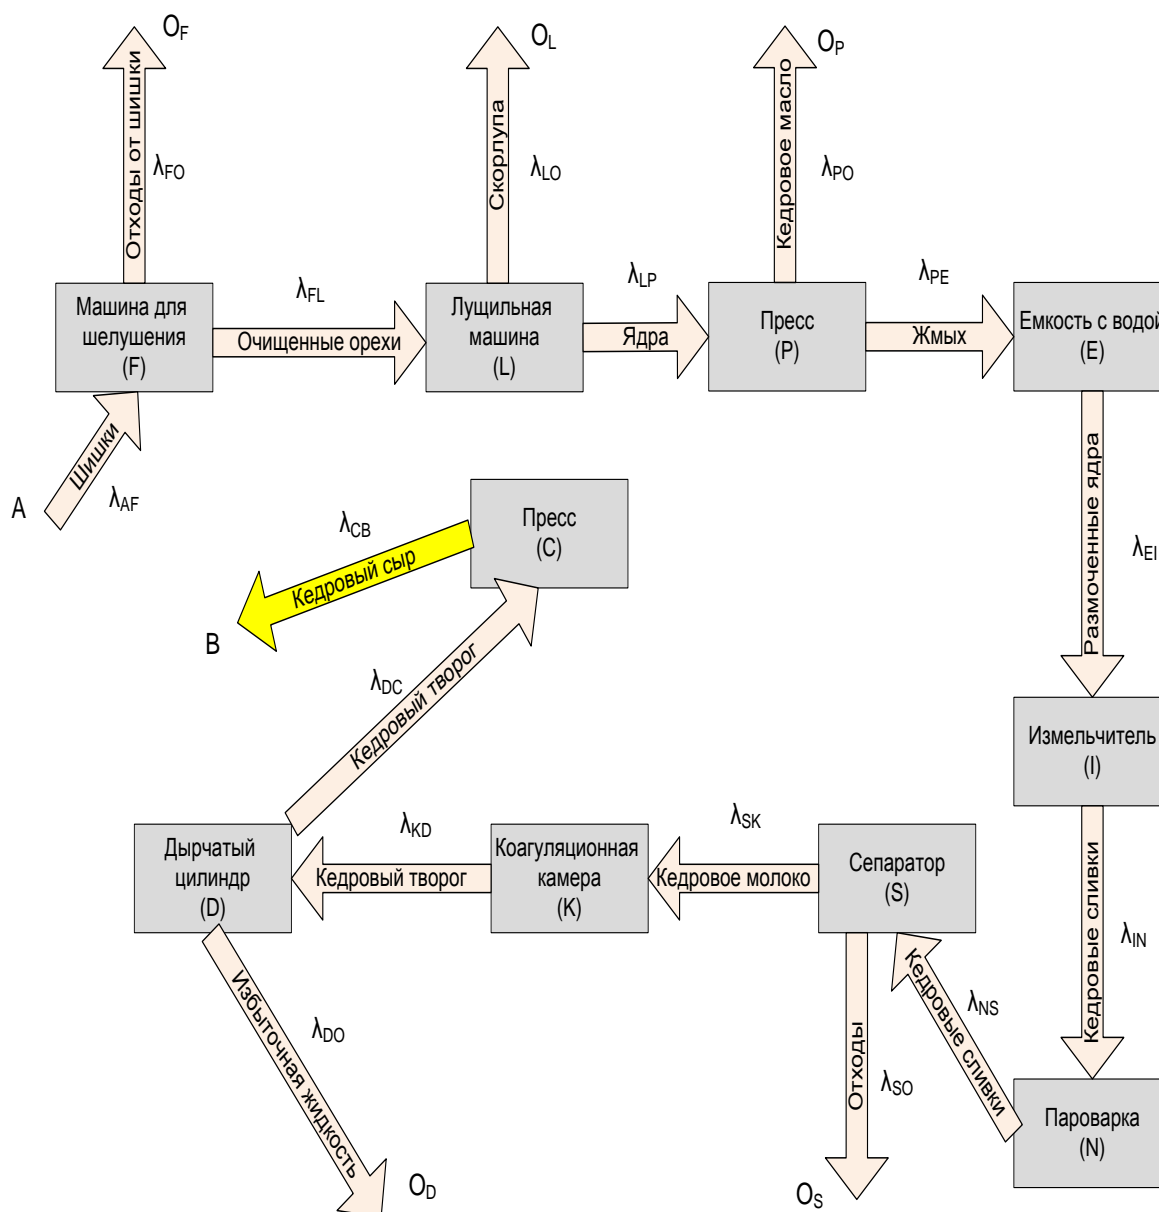 O_F
O_L
O_P
Отходы от шишки
λ_FO
Скорлупа
λ_LO
Кедровое масло
λ_PO
Машина для
шелушения
(F)
λ_FL
Очищенные орехи
Лущильная
машина
(L)
λ_LP
Ядра
Пресс
(P)
λ_PE
Жмых
Емкость с водой
(E)
Шишки
A
λ_AF
Размоченные ядра
λ_EI
Пресс
(C)
λ_CB
Кедровый сыр
B
λ_DC
Кедровый творог
Измельчитель
(I)
Дырчатый
цилиндр
(D)
λ_KD
Кедровый творог
Коагуляционная
камера
(K)
λ_SK
Кедровое молоко
Сепаратор
(S)
Кедровые сливки
λ_IN
Избыточная жидкость
λ_DO
O_D
Отходы
λ_SO
O_S
Кедровые сливки
λ_NS
Пароварка
(N)